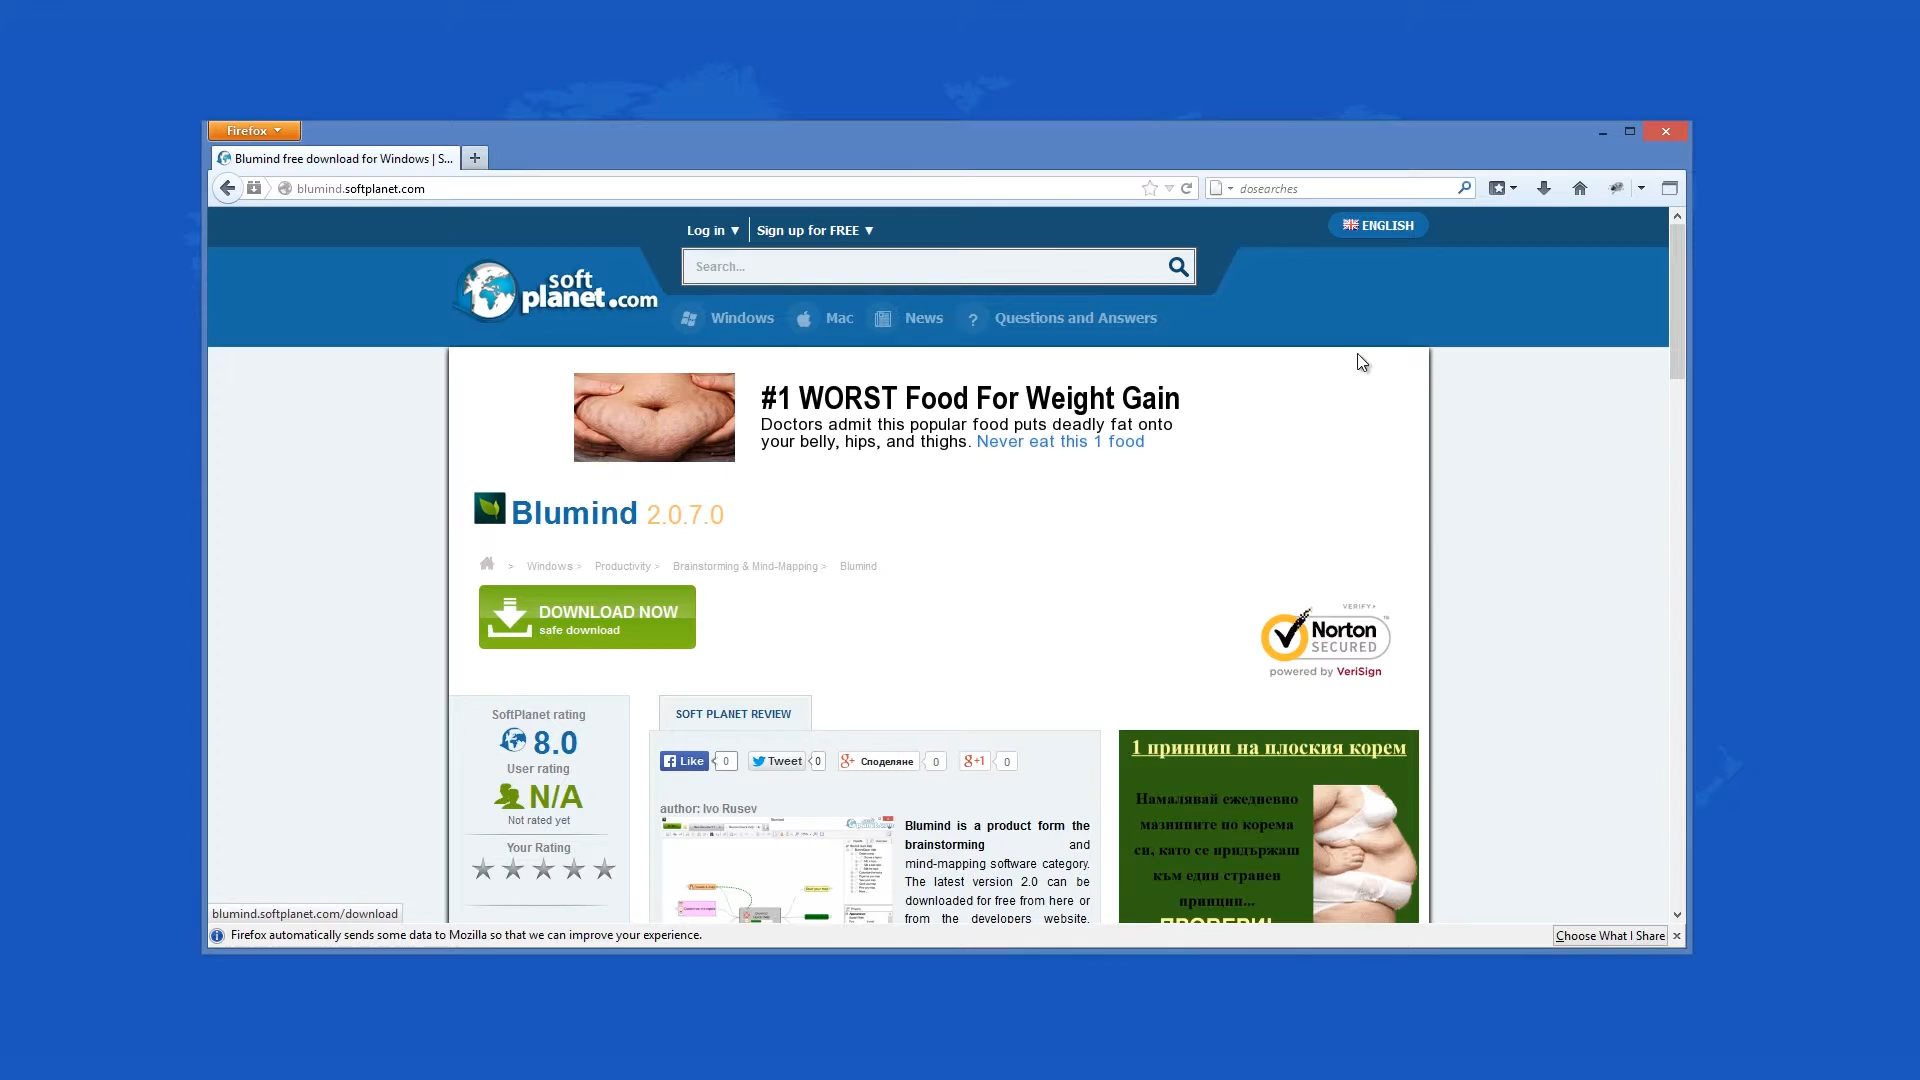 Firefox
Blumind free download for Windows | S...
blumind.softplanet.com
dosearches
Log in ▼
Sign up for FREE ▼
ENGLISH
Search...
soft
planet.com
Windows
Mac
News
? Questions and Answers
#1 WORST Food For Weight Gain
Doctors admit this popular food puts deadly fat onto
your belly, hips, and thighs. Never eat this 1 food
Blumind 2.0.7.0
> Windows > Productivity > Brainstorming & Mind-Mapping > Blumind
DOWNLOAD NOW
safe download
VERIFY
Norton
SECURED
powered by VeriSign
SoftPlanet rating
8.0
User rating
N/A
Not rated yet
Your Rating
SOFT PLANET REVIEW
Like 0
Tweet 0
Споделяне 0
+1 0
author: Ivo Rusev
Blumind is a product form the
brainstorming and
mind-mapping software category.
The latest version 2.0 can be
downloaded for free from here or
from the developers website.
1 принцип на плоския корем
Намалявай ежедневно
мазнините по корема
си, като се придържаш
към един странен
принцип...
ПРОВЕРИ!
blumind.softplanet.com/download
Firefox automatically sends some data to Mozilla so that we can improve your experience.
Choose What I Share